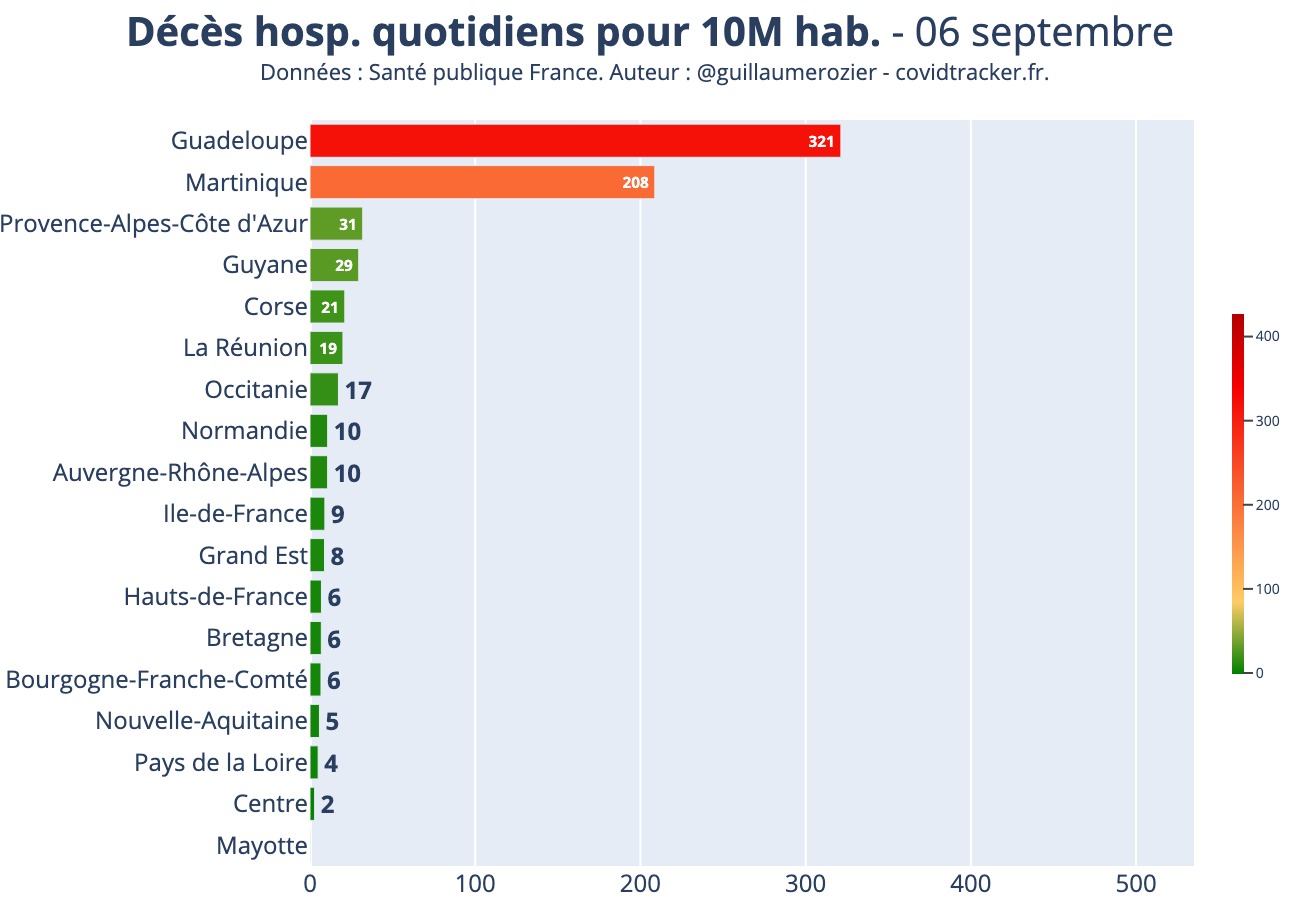 Décès hosp. quotidiens pour 10M hab. - 06 septembre
Données : Santé publique France. Auteur : @guillaumerozier - covidtracker.fr.
Guadeloupe 321
Martinique 208
Provence-Alpes-Côte d'Azur 31
Guyane 29
Corse 21
La Réunion 19
Occitanie 17
Normandie 10
Auvergne-Rhône-Alpes 10
Ile-de-France 9
Grand Est 8
Hauts-de-France 6
Bretagne 6
Bourgogne-Franche-Comté 6
Nouvelle-Aquitaine 5
Pays de la Loire 4
Centre 2
Mayotte
0 100 200 300 400 500
400
300
200
100
0